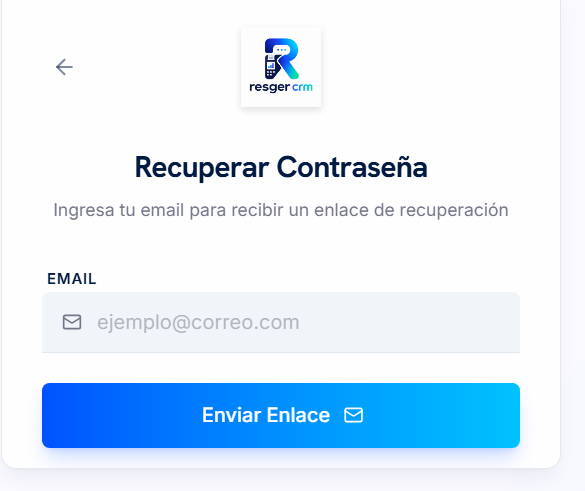 resger crm
Recuperar Contraseña
Ingresa tu email para recibir un enlace de recuperación
EMAIL
ejemplo@correo.com
Enviar Enlace